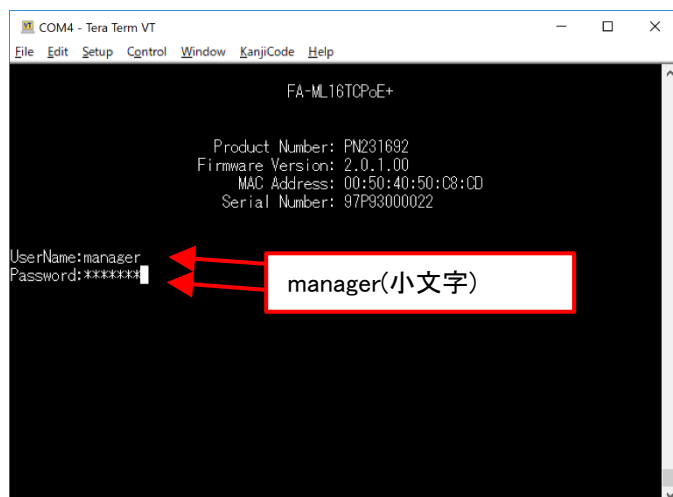 COM4 - Tera Term VT
File Edit Setup Control Window KanjiCode Help
FA-ML16TCPoE+
Product Number: PN231692
Firmware Version: 2.0.1.00
MAC Address: 00:50:40:50:C8:CD
Serial Number: 97P93000022
UserName:manager
Password:*******
manager(小文字)